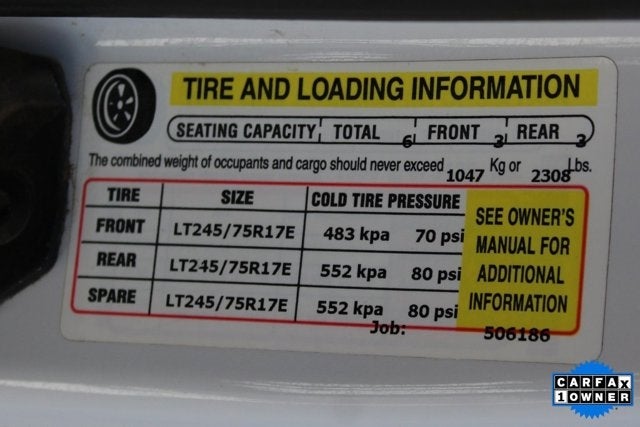 TIRE AND LOADING INFORMATION
SEATING CAPACITY TOTAL 6 FRONT 3 REAR 3
The combined weight of occupants and cargo should never exceed 1047 Kg or 2308 Lbs.
TIRE SIZE COLD TIRE PRESSURE
FRONT LT245/75R17E 483 kpa 70 psi
REAR LT245/75R17E 552 kpa 80 psi
SPARE LT245/75R17E 552 kpa 80 psi
SEE OWNER'S
MANUAL FOR
ADDITIONAL
INFORMATION
Job: 506186
CARFAX
1 OWNER